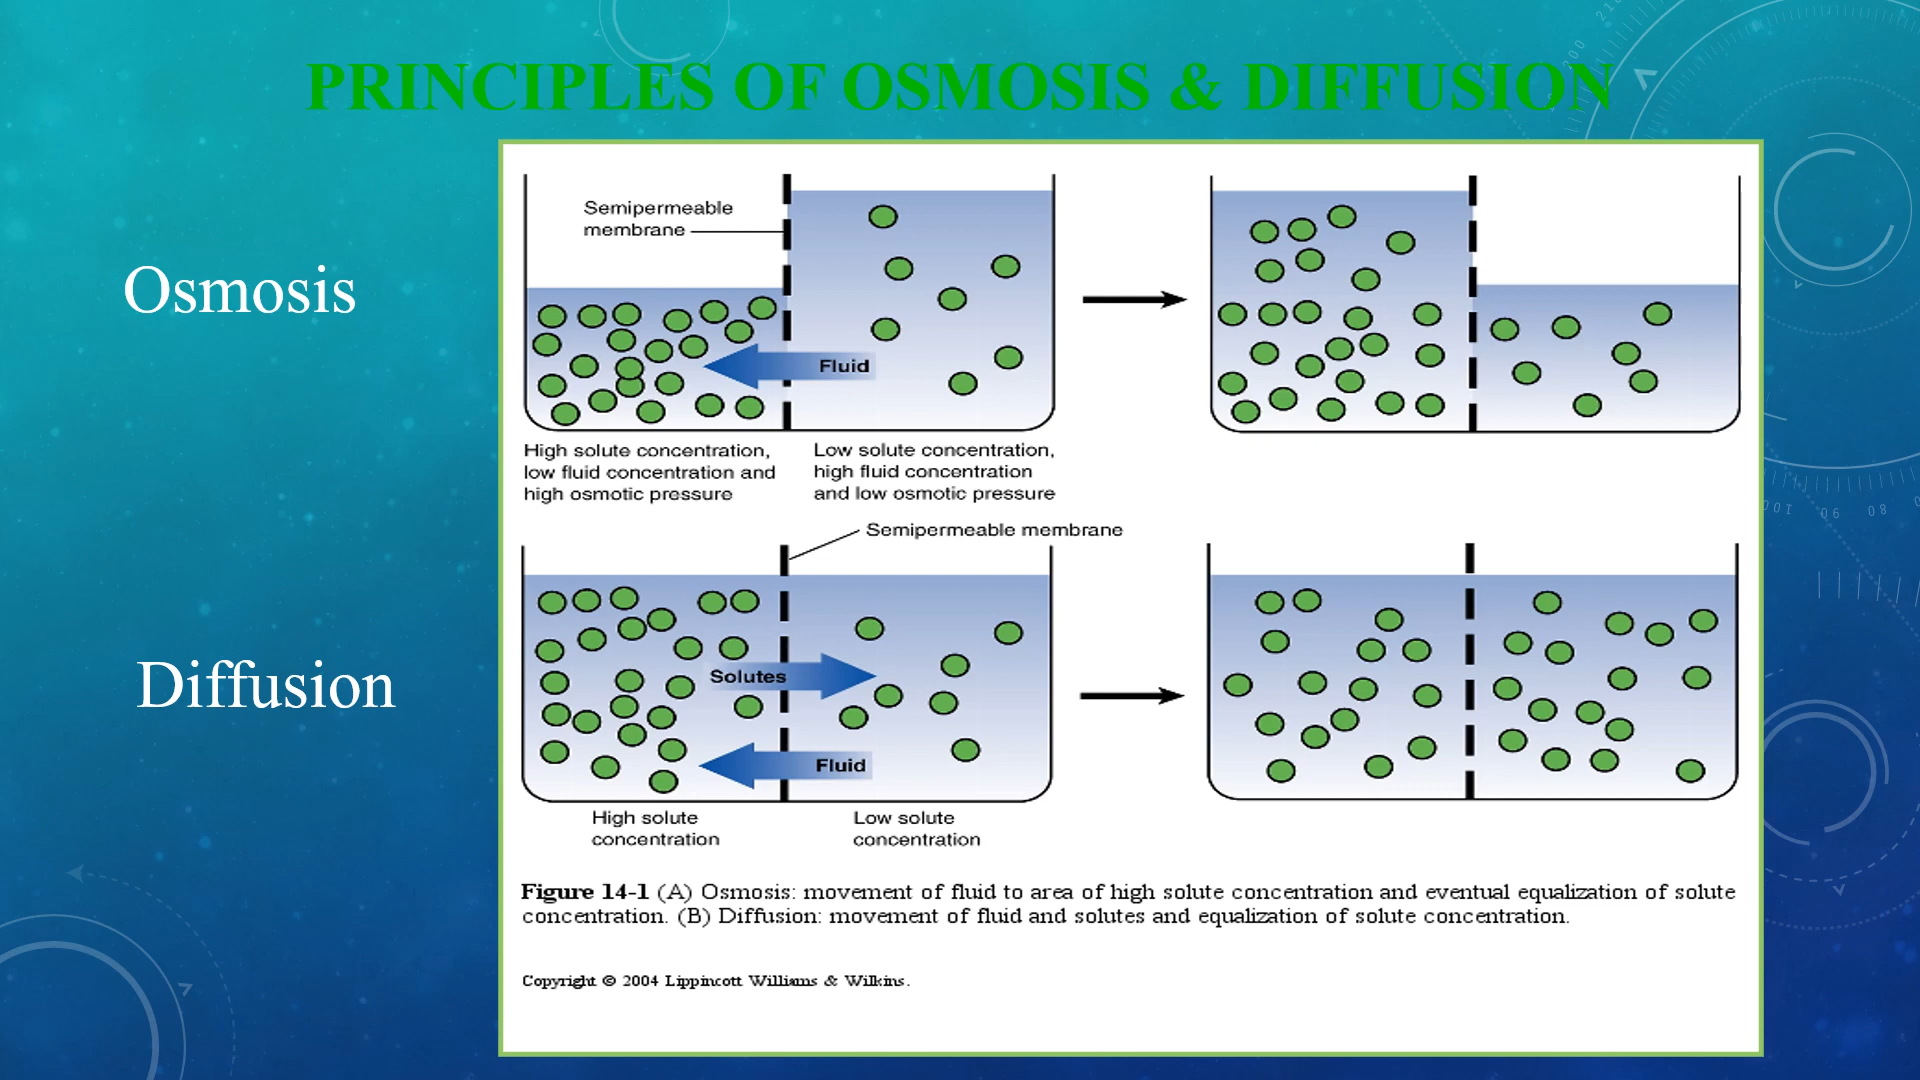 PRINCIPLES OF OSMOSIS & DIFFUSION
Osmosis
Semipermeable
membrane
Fluid
High solute concentration,
low fluid concentration and
high osmotic pressure
Low solute concentration,
high fluid concentration
and low osmotic pressure
Diffusion
Semipermeable membrane
Solutes
Fluid
High solute
concentration
Low solute
concentration
Figure 14-1 (A) Osmosis: movement of fluid to area of high solute concentration and eventual equalization of solute
concentration. (B) Diffusion: movement of fluid and solutes and equalization of solute concentration.
Copyright © 2004 Lippincott Williams & Wilkins.